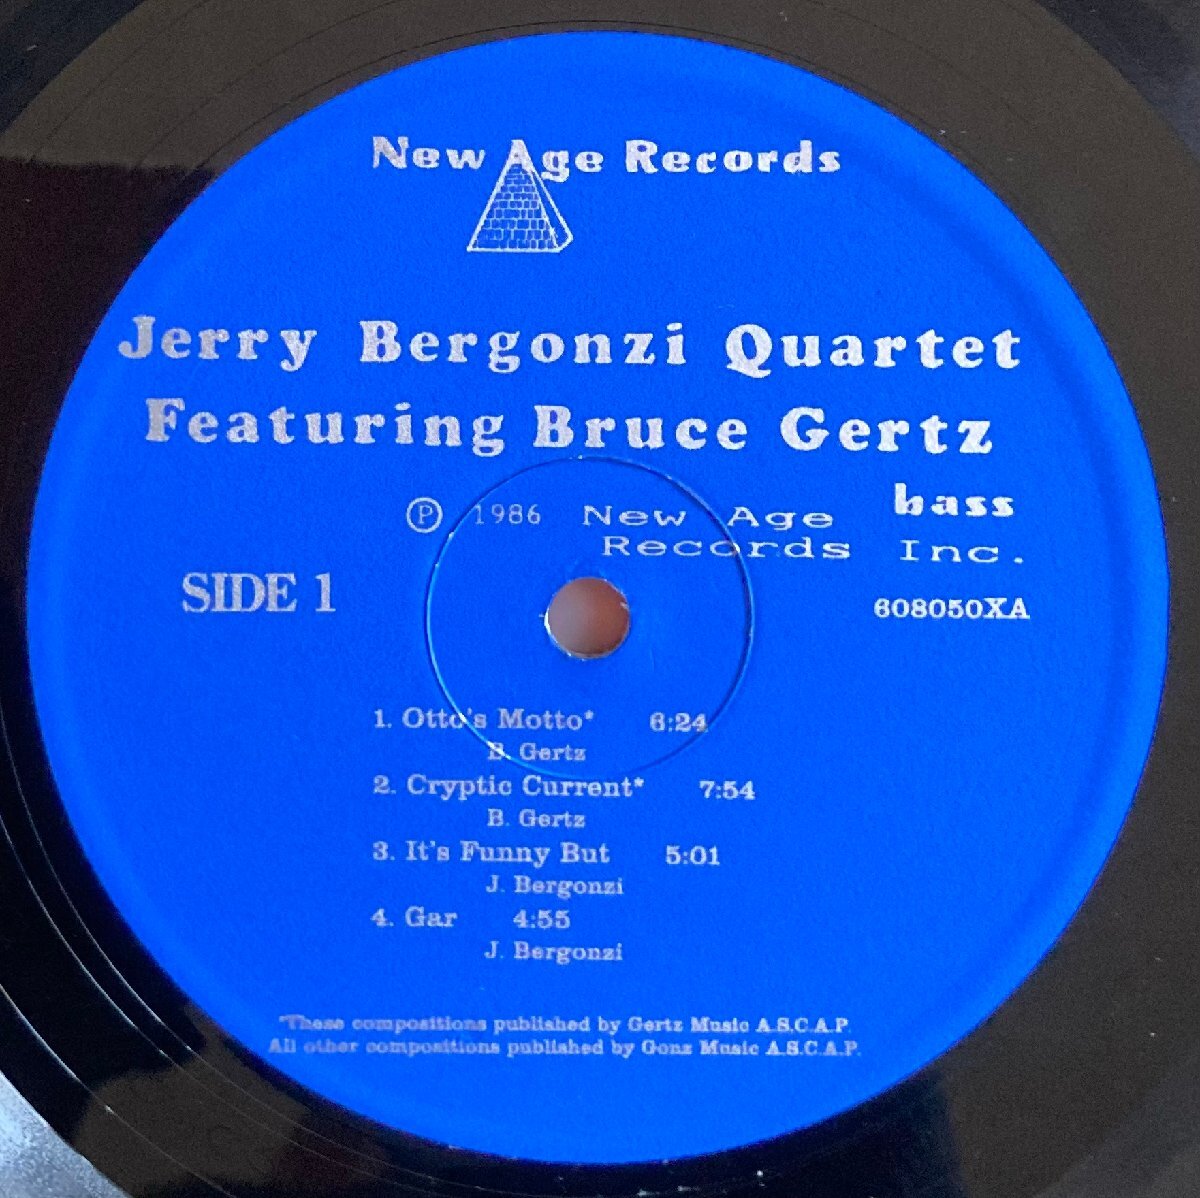 New Age Records
Jerry Bergonzi Quartet
Featuring Bruce Gertz
bass
Ⓟ 1986 New Age
Records Inc.
SIDE 1
608050XA
1. Otto's Motto* 6:24
B. Gertz
2. Cryptic Current* 7:54
B. Gertz
3. It's Funny But 5:01
J. Bergonzi
4. Gar 4:55
J. Bergonzi
*These compositions published by Gertz Music A.S.C.A.P.
All other compositions published by Gonz Music A.S.C.A.P.